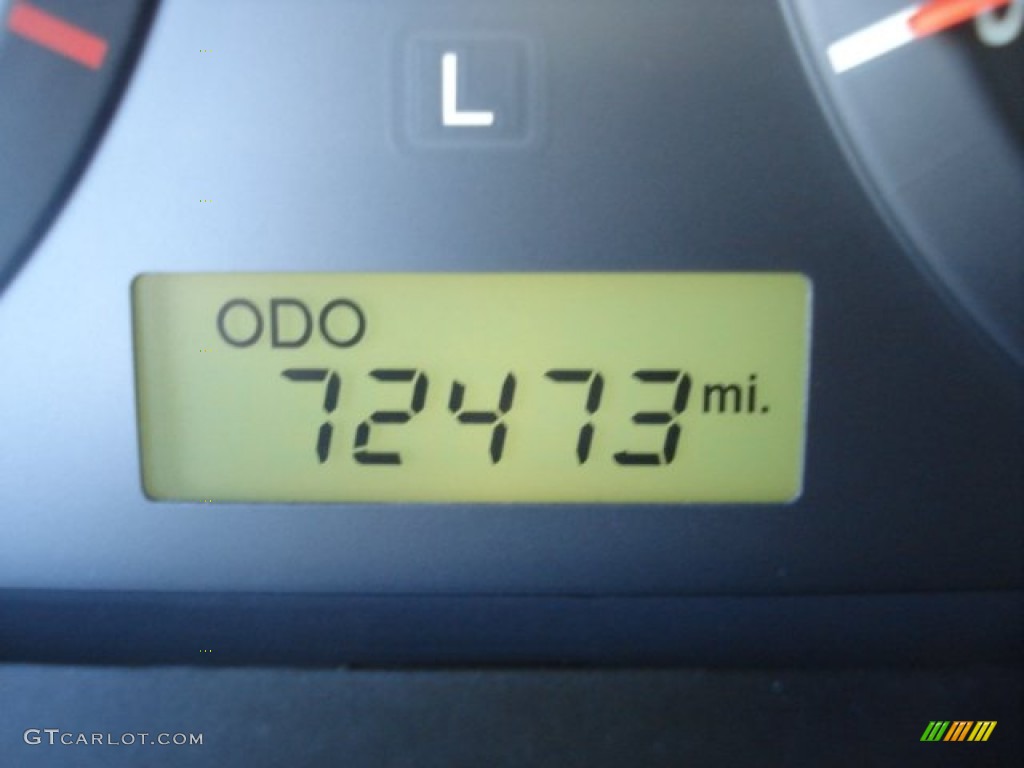 L
ODO
72473 mi.
GTCARLOT.COM